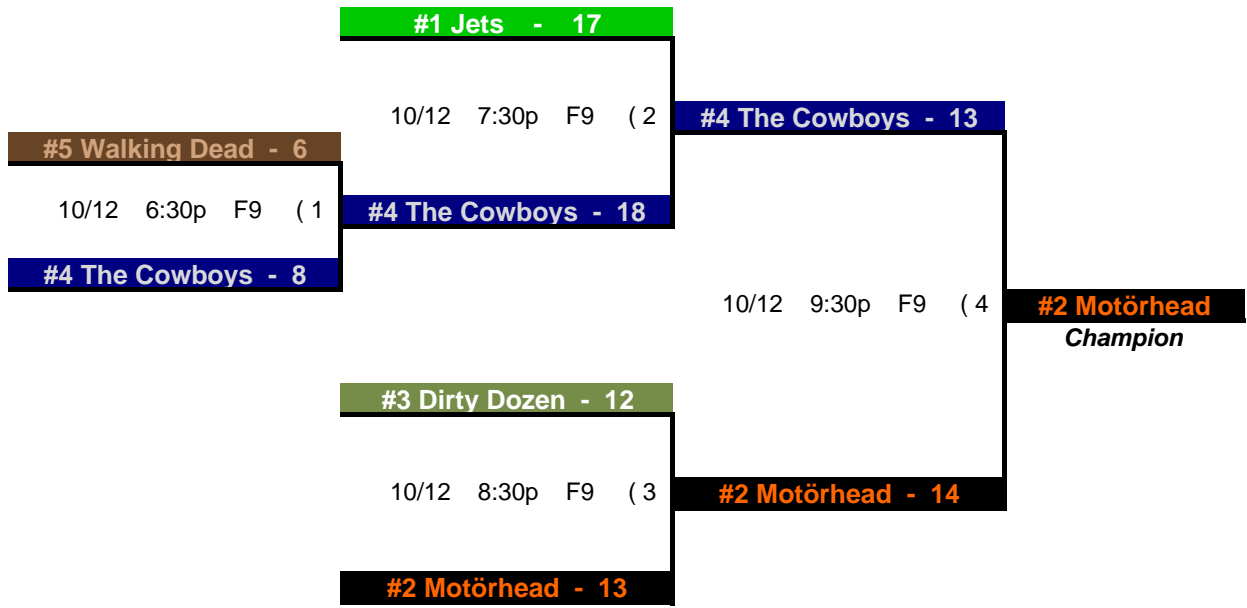 #1 Jets - 17
10/12 7:30p F9 ( 2
#4 The Cowboys - 13
#5 Walking Dead - 6
10/12 6:30p F9 ( 1
#4 The Cowboys - 18
#4 The Cowboys - 8
10/12 9:30p F9 ( 4
#2 Motörhead
Champion
#3 Dirty Dozen - 12
10/12 8:30p F9 ( 3
#2 Motörhead - 14
#2 Motörhead - 13